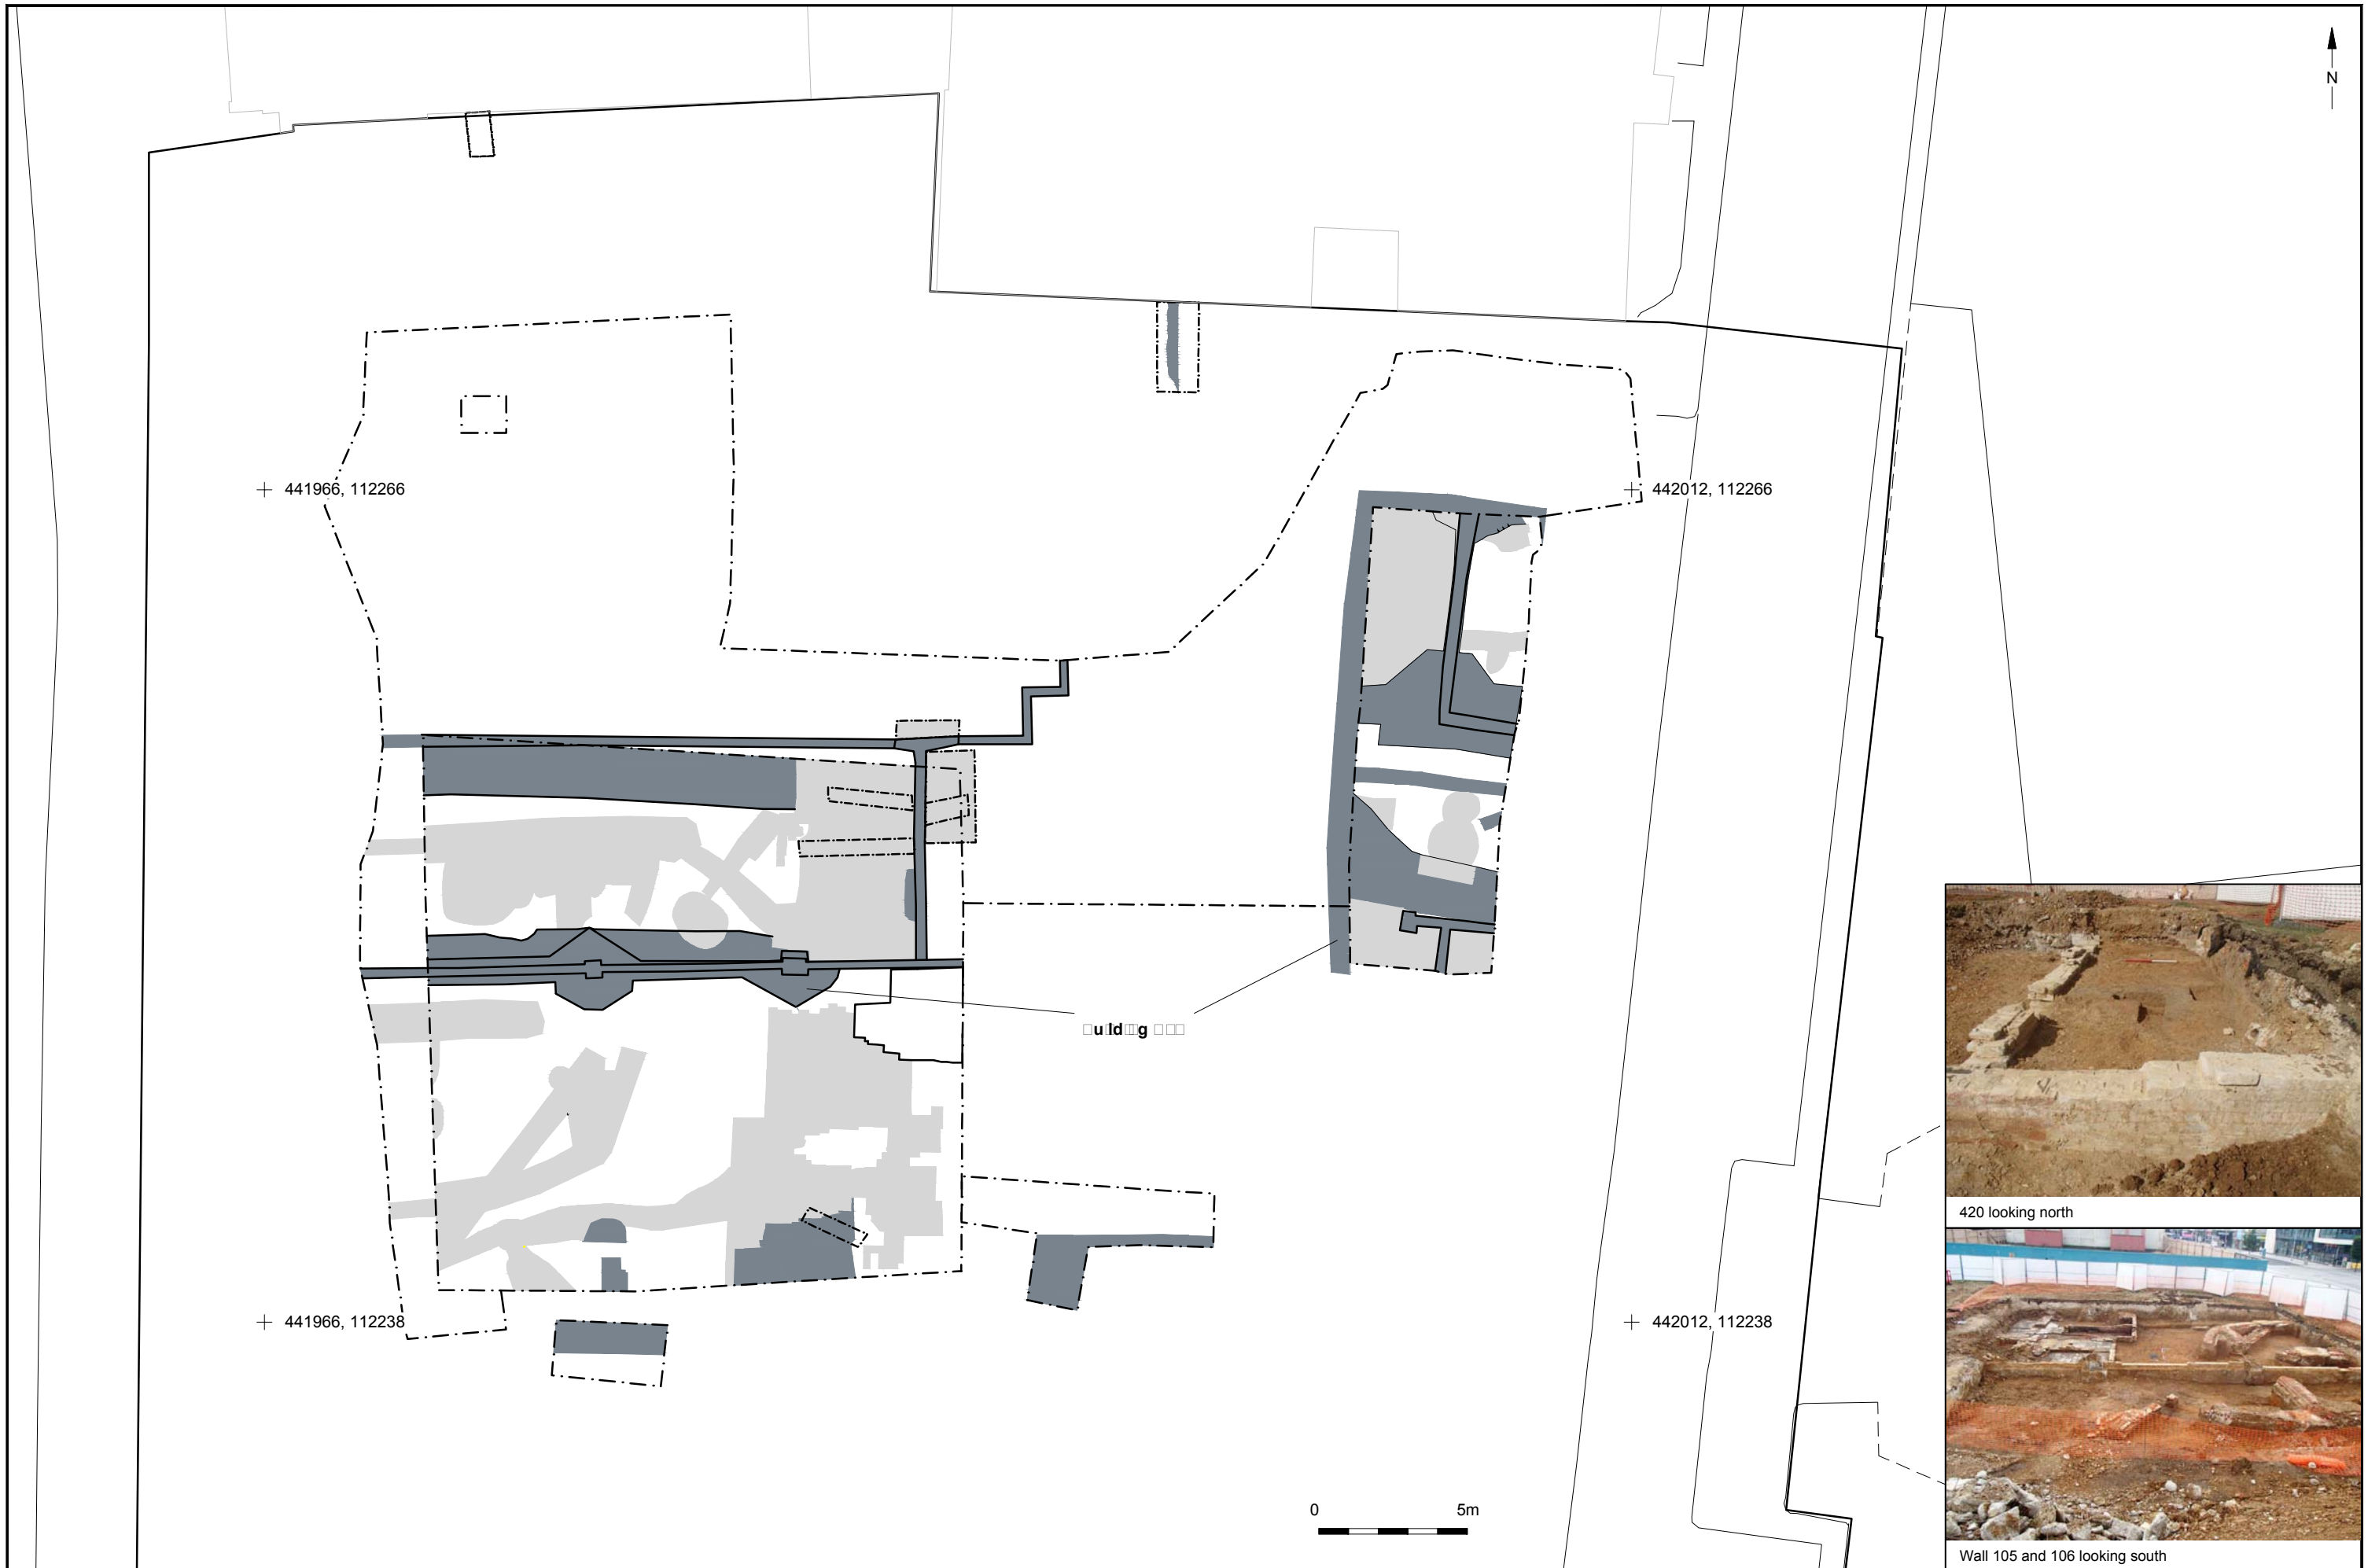 N
441966, 112266
442012, 112266
441966, 112238
442012, 112238
0 5m
420 looking north
Wall 105 and 106 looking south